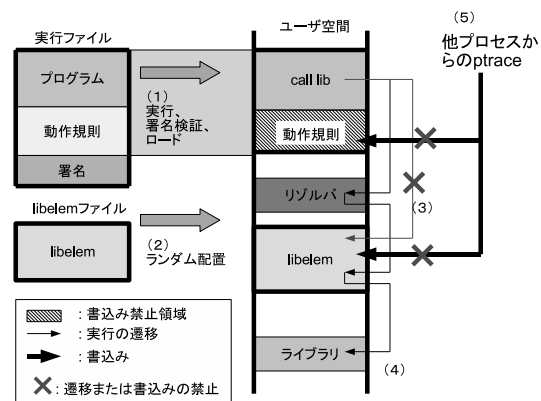 実行ファイル
プログラム
動作規則
署名
libelemファイル
libelem
(1)
実行、
署名検証、
ロード
(2)
ランダム配置
ユーザ空間
call lib
動作規則
リゾルバ
libelem
ライブラリ
(3)
(4)
(5)
他プロセスか
らのptrace
:書込み禁止領域
:実行の遷移
:書込み
:遷移または書込みの禁止